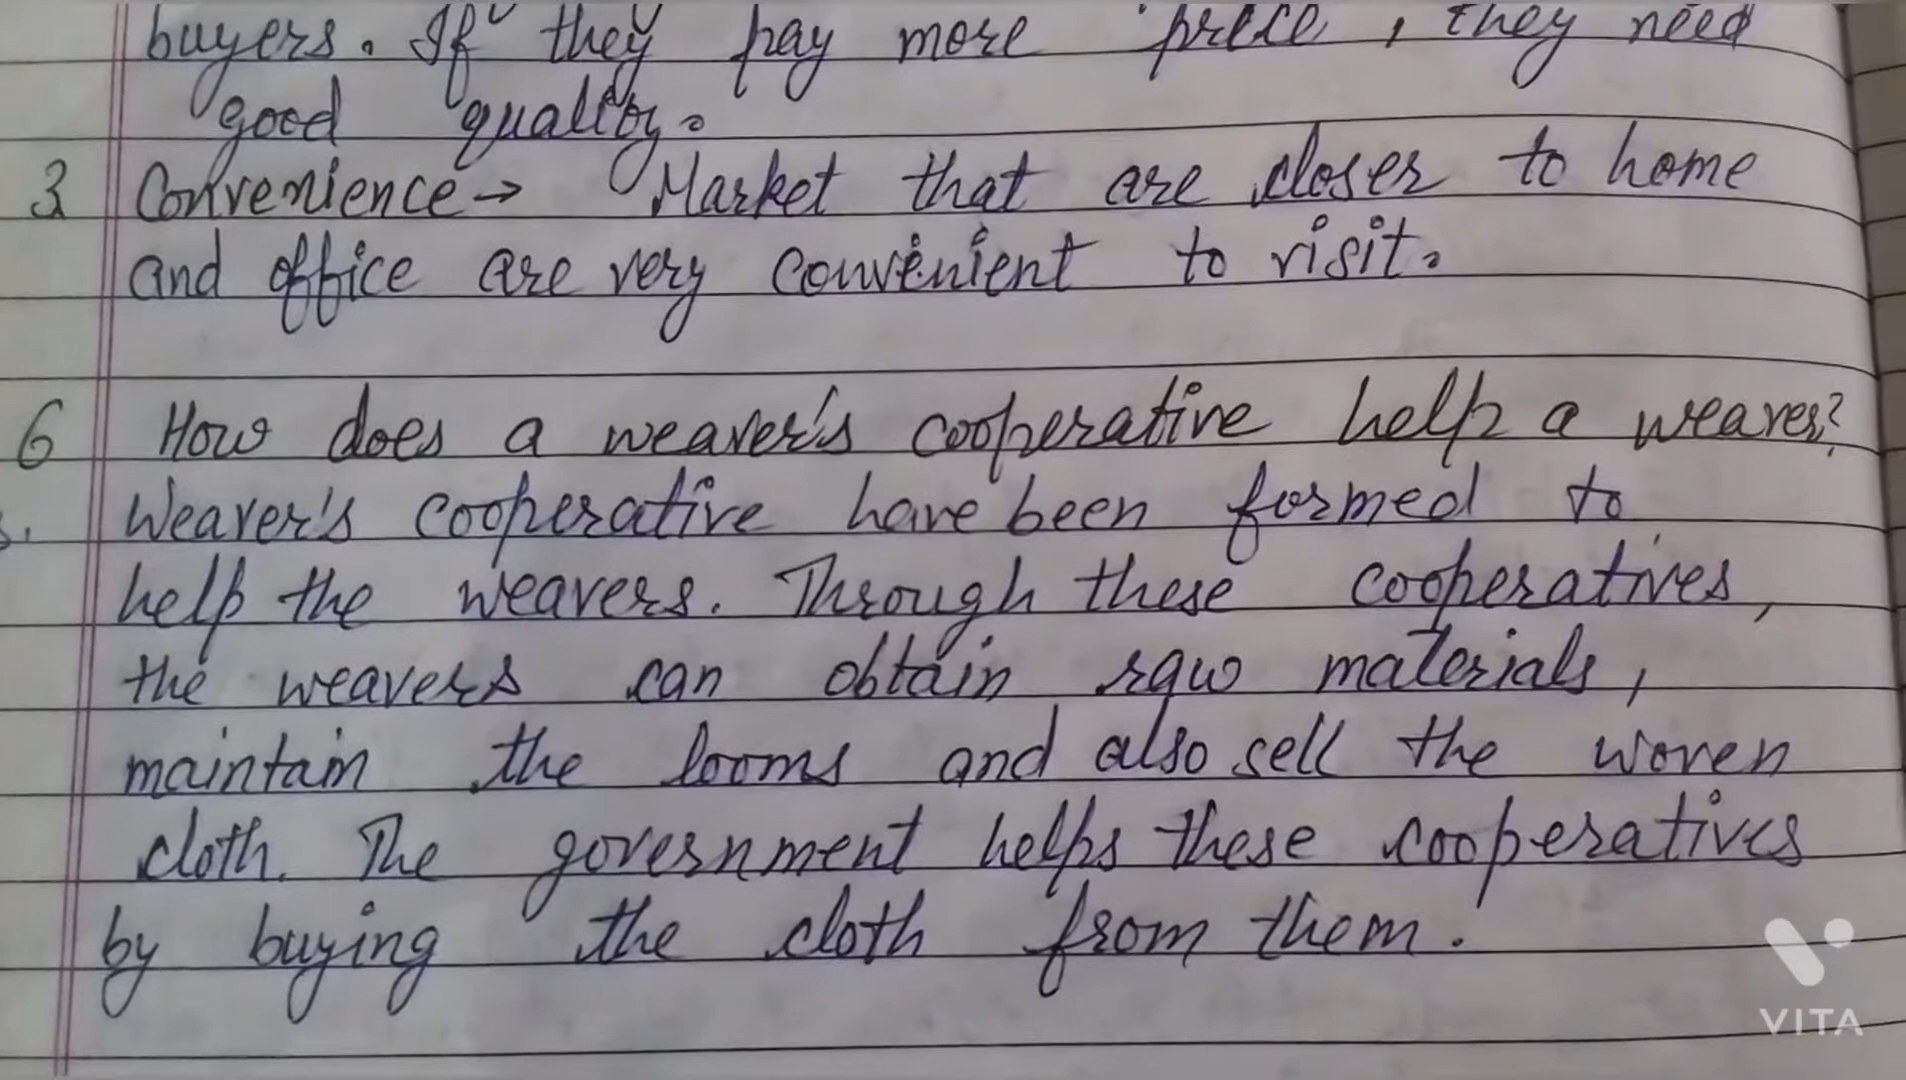 buyers. If they pay more price, they need
good quality.
3 Convenience → Market that are closer to home
and office are very convenient to visit.
6 How does a weaver's cooperative help a weaver?
Weaver's cooperative have been formed to
help the weavers. Through these cooperatives,
the weavers can obtain raw materials,
maintain the looms and also sell the woven
cloth. The government helps these cooperatives
by buying the cloth from them.
VITA